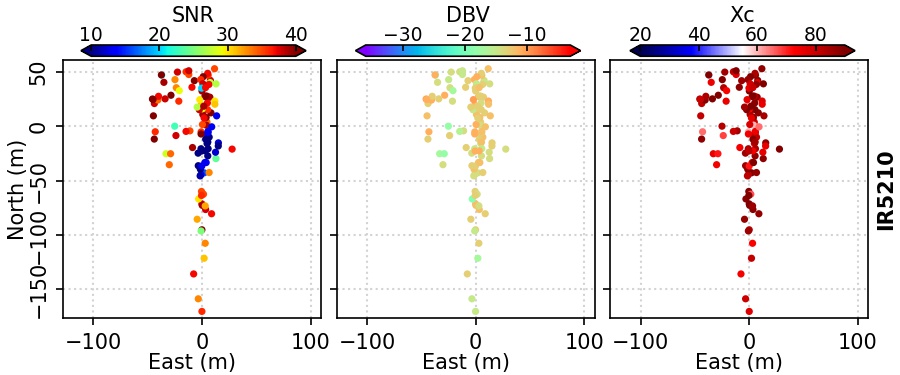 SNR DBV Xc
10 20 30 40 −30 −20 −10 20 40 60 80
North (m)
50
0
−50
−100
−150
−100 0 100 −100 0 100 −100 0 100
East (m) East (m) East (m)
IR5210